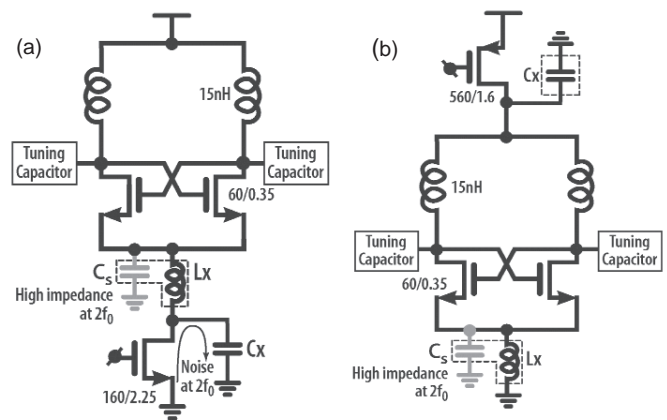 (a)
15nH
Tuning
Capacitor
Tuning
Capacitor
60/0.35
Cs
Lx
High impedance
at 2f0
Cx
Noise
at 2f0
160/2.25
(b)
Cx
560/1.6
15nH
Tuning
Capacitor
Tuning
Capacitor
60/0.35
Cs
Lx
High impedance
at 2f0